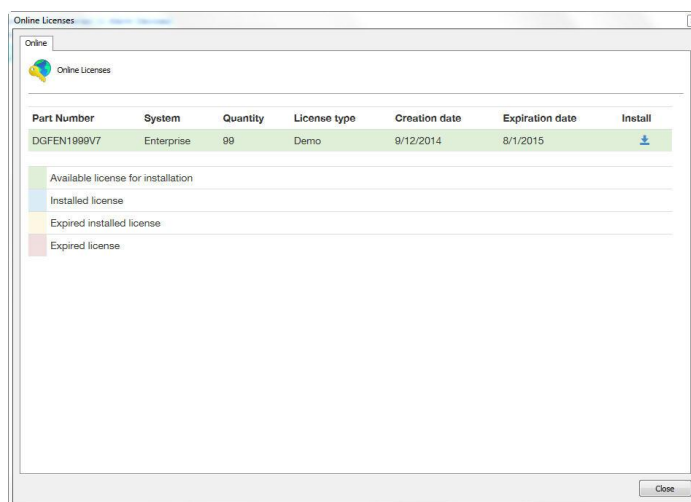 Online Licenses
Online
Online Licenses
Part Number System Quantity License type Creation date Expiration date Install
DGFEN1999V7 Enterprise 99 Demo 9/12/2014 8/1/2015
Available license for installation
Installed license
Expired installed license
Expired license
Close